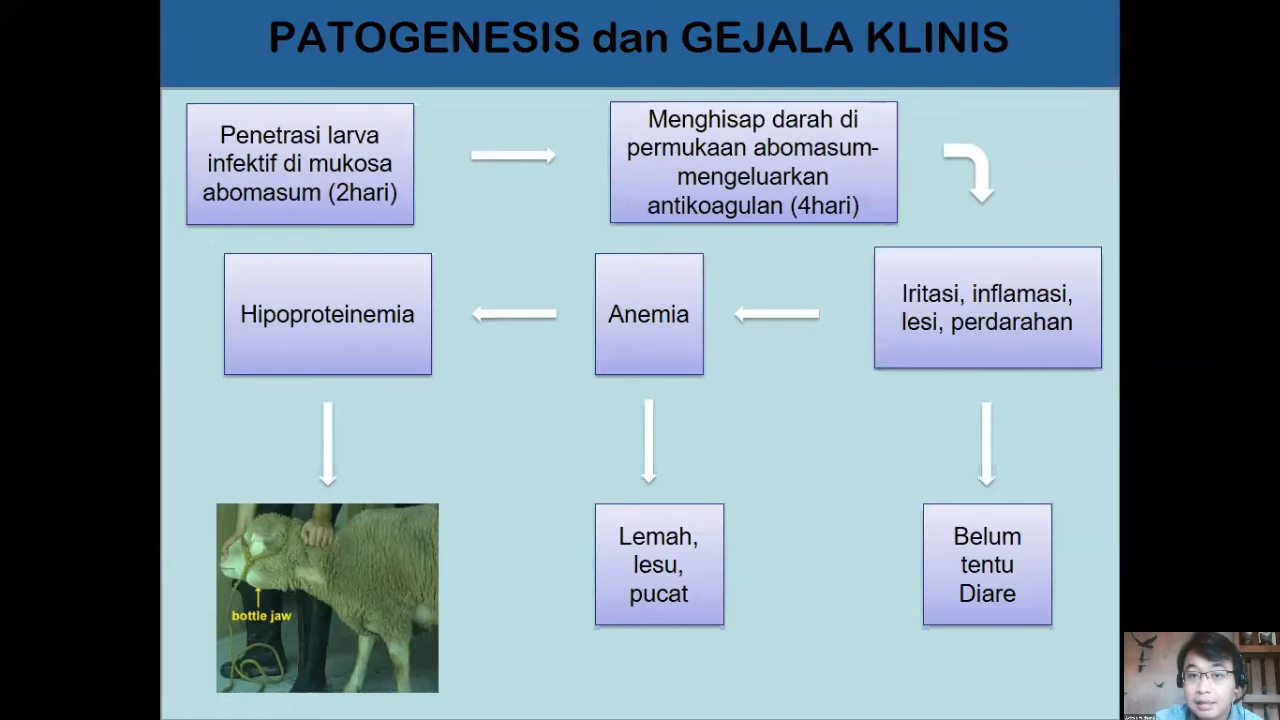 PATOGENESIS dan GEJALA KLINIS
Penetrasi larva
infektif di mukosa
abomasum (2hari)
Menghisap darah di
permukaan abomasum-
mengeluarkan
antikoagulan (4hari)
Iritasi, inflamasi,
lesi, perdarahan
Anemia
Hipoproteinemia
bottle jaw
Lemah,
lesu,
pucat
Belum
tentu
Diare